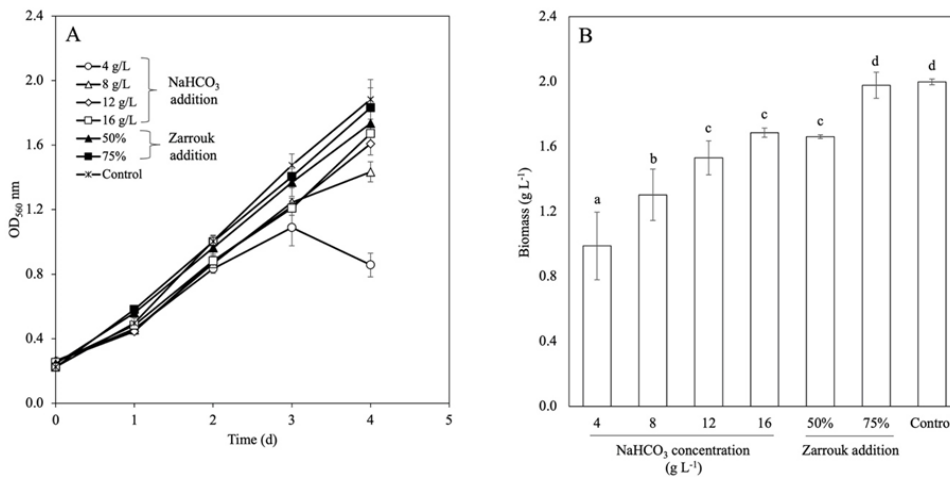 A
2.4
2.0
1.6
1.2
0.8
0.4
0.0
OD560 nm
4 g/L
8 g/L
12 g/L
16 g/L
50%
75%
Control
NaHCO3
addition
Zarrouk
addition
0 1 2 3 4 5
Time (d)
B
2.4
2.0
1.6
1.2
0.8
0.4
0.0
Biomass (g L-1)
a b c c c d d
4 8 12 16 50% 75% Control
NaHCO3 concentration
(g L-1)
Zarrouk addition